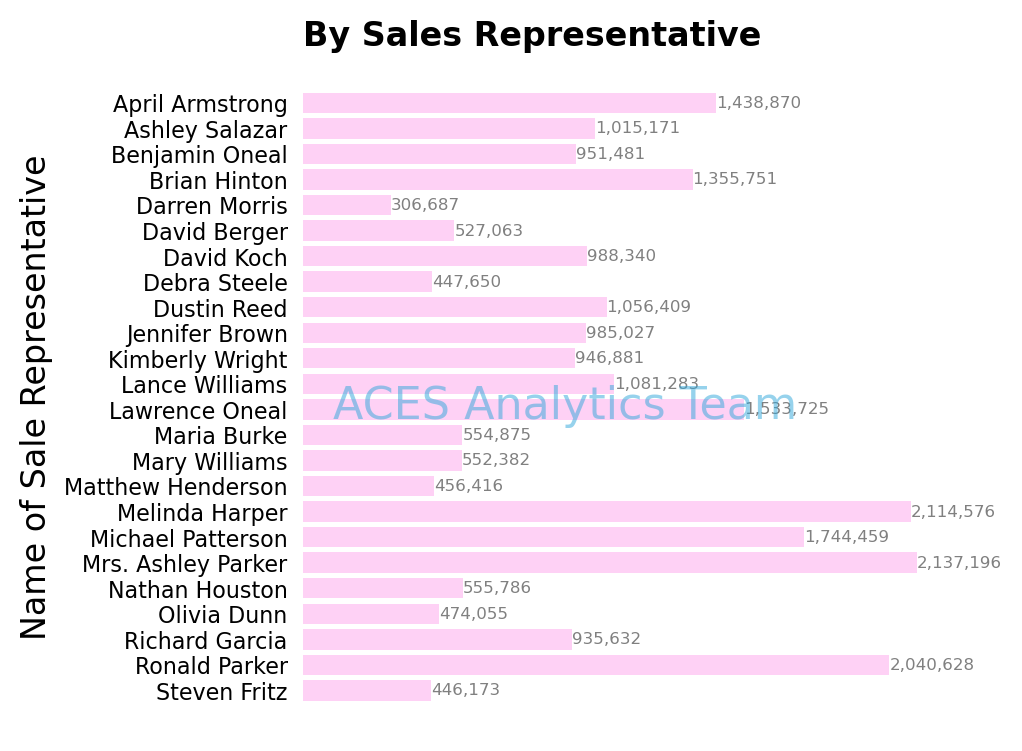 By Sales Representative
Name of Sale Representative
April Armstrong 1,438,870
Ashley Salazar 1,015,171
Benjamin Oneal 951,481
Brian Hinton 1,355,751
Darren Morris 306,687
David Berger 527,063
David Koch 988,340
Debra Steele 447,650
Dustin Reed 1,056,409
Jennifer Brown 985,027
Kimberly Wright 946,881
Lance Williams 1,081,283
ACES Analytics Team
Lawrence Oneal 1,533,725
Maria Burke 554,875
Mary Williams 552,382
Matthew Henderson 456,416
Melinda Harper 2,114,576
Michael Patterson 1,744,459
Mrs. Ashley Parker 2,137,196
Nathan Houston 555,786
Olivia Dunn 474,055
Richard Garcia 935,632
Ronald Parker 2,040,628
Steven Fritz 446,173